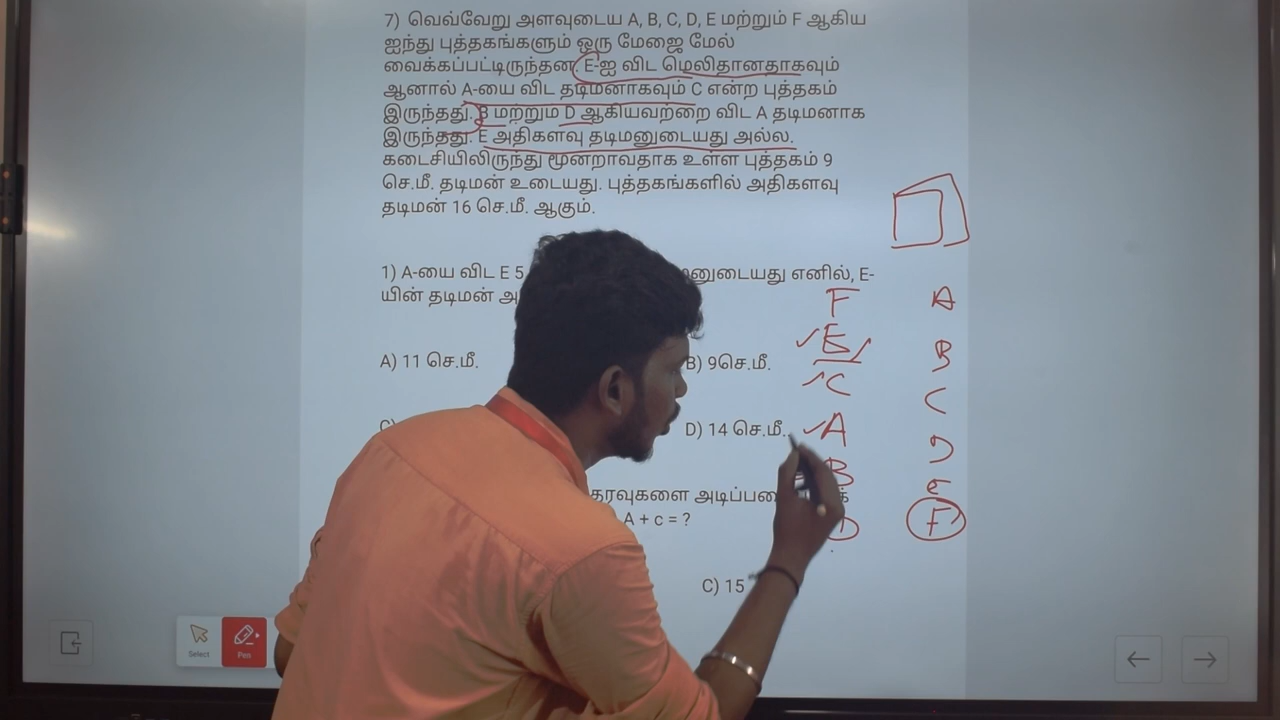 7) வெவ்வேறு அளவுடைய A, B, C, D, E மற்றும் F ஆகிய
ஐந்து புத்தகங்களும் ஒரு மேஜை மேல்
வைக்கப்பட்டிருந்தன. E-ஐ விட மெலிதானதாகவும்
ஆனால் A-யை விட தடிமனாகவும் C என்ற புத்தகம்
இருந்தது. B மற்றும் D ஆகியவற்றை விட A தடிமனாக
இருந்தது. E அதிகளவு தடிமனுடையது அல்ல.
கடைசியிலிருந்து மூன்றாவதாக உள்ள புத்தகம் 9
செ.மீ. தடிமன் உடையது. புத்தகங்களில் அதிகளவு
தடிமன் 16 செ.மீ. ஆகும்.
1) A-யை விட E 5 எனில், E-
யின் தடிமன்
F A
A) 11 செ.மீ. B) 9செ.மீ. E B
C C
D) 14 செ.மீ. A D
B E
A + c = ? F
C) 15
Select Pen